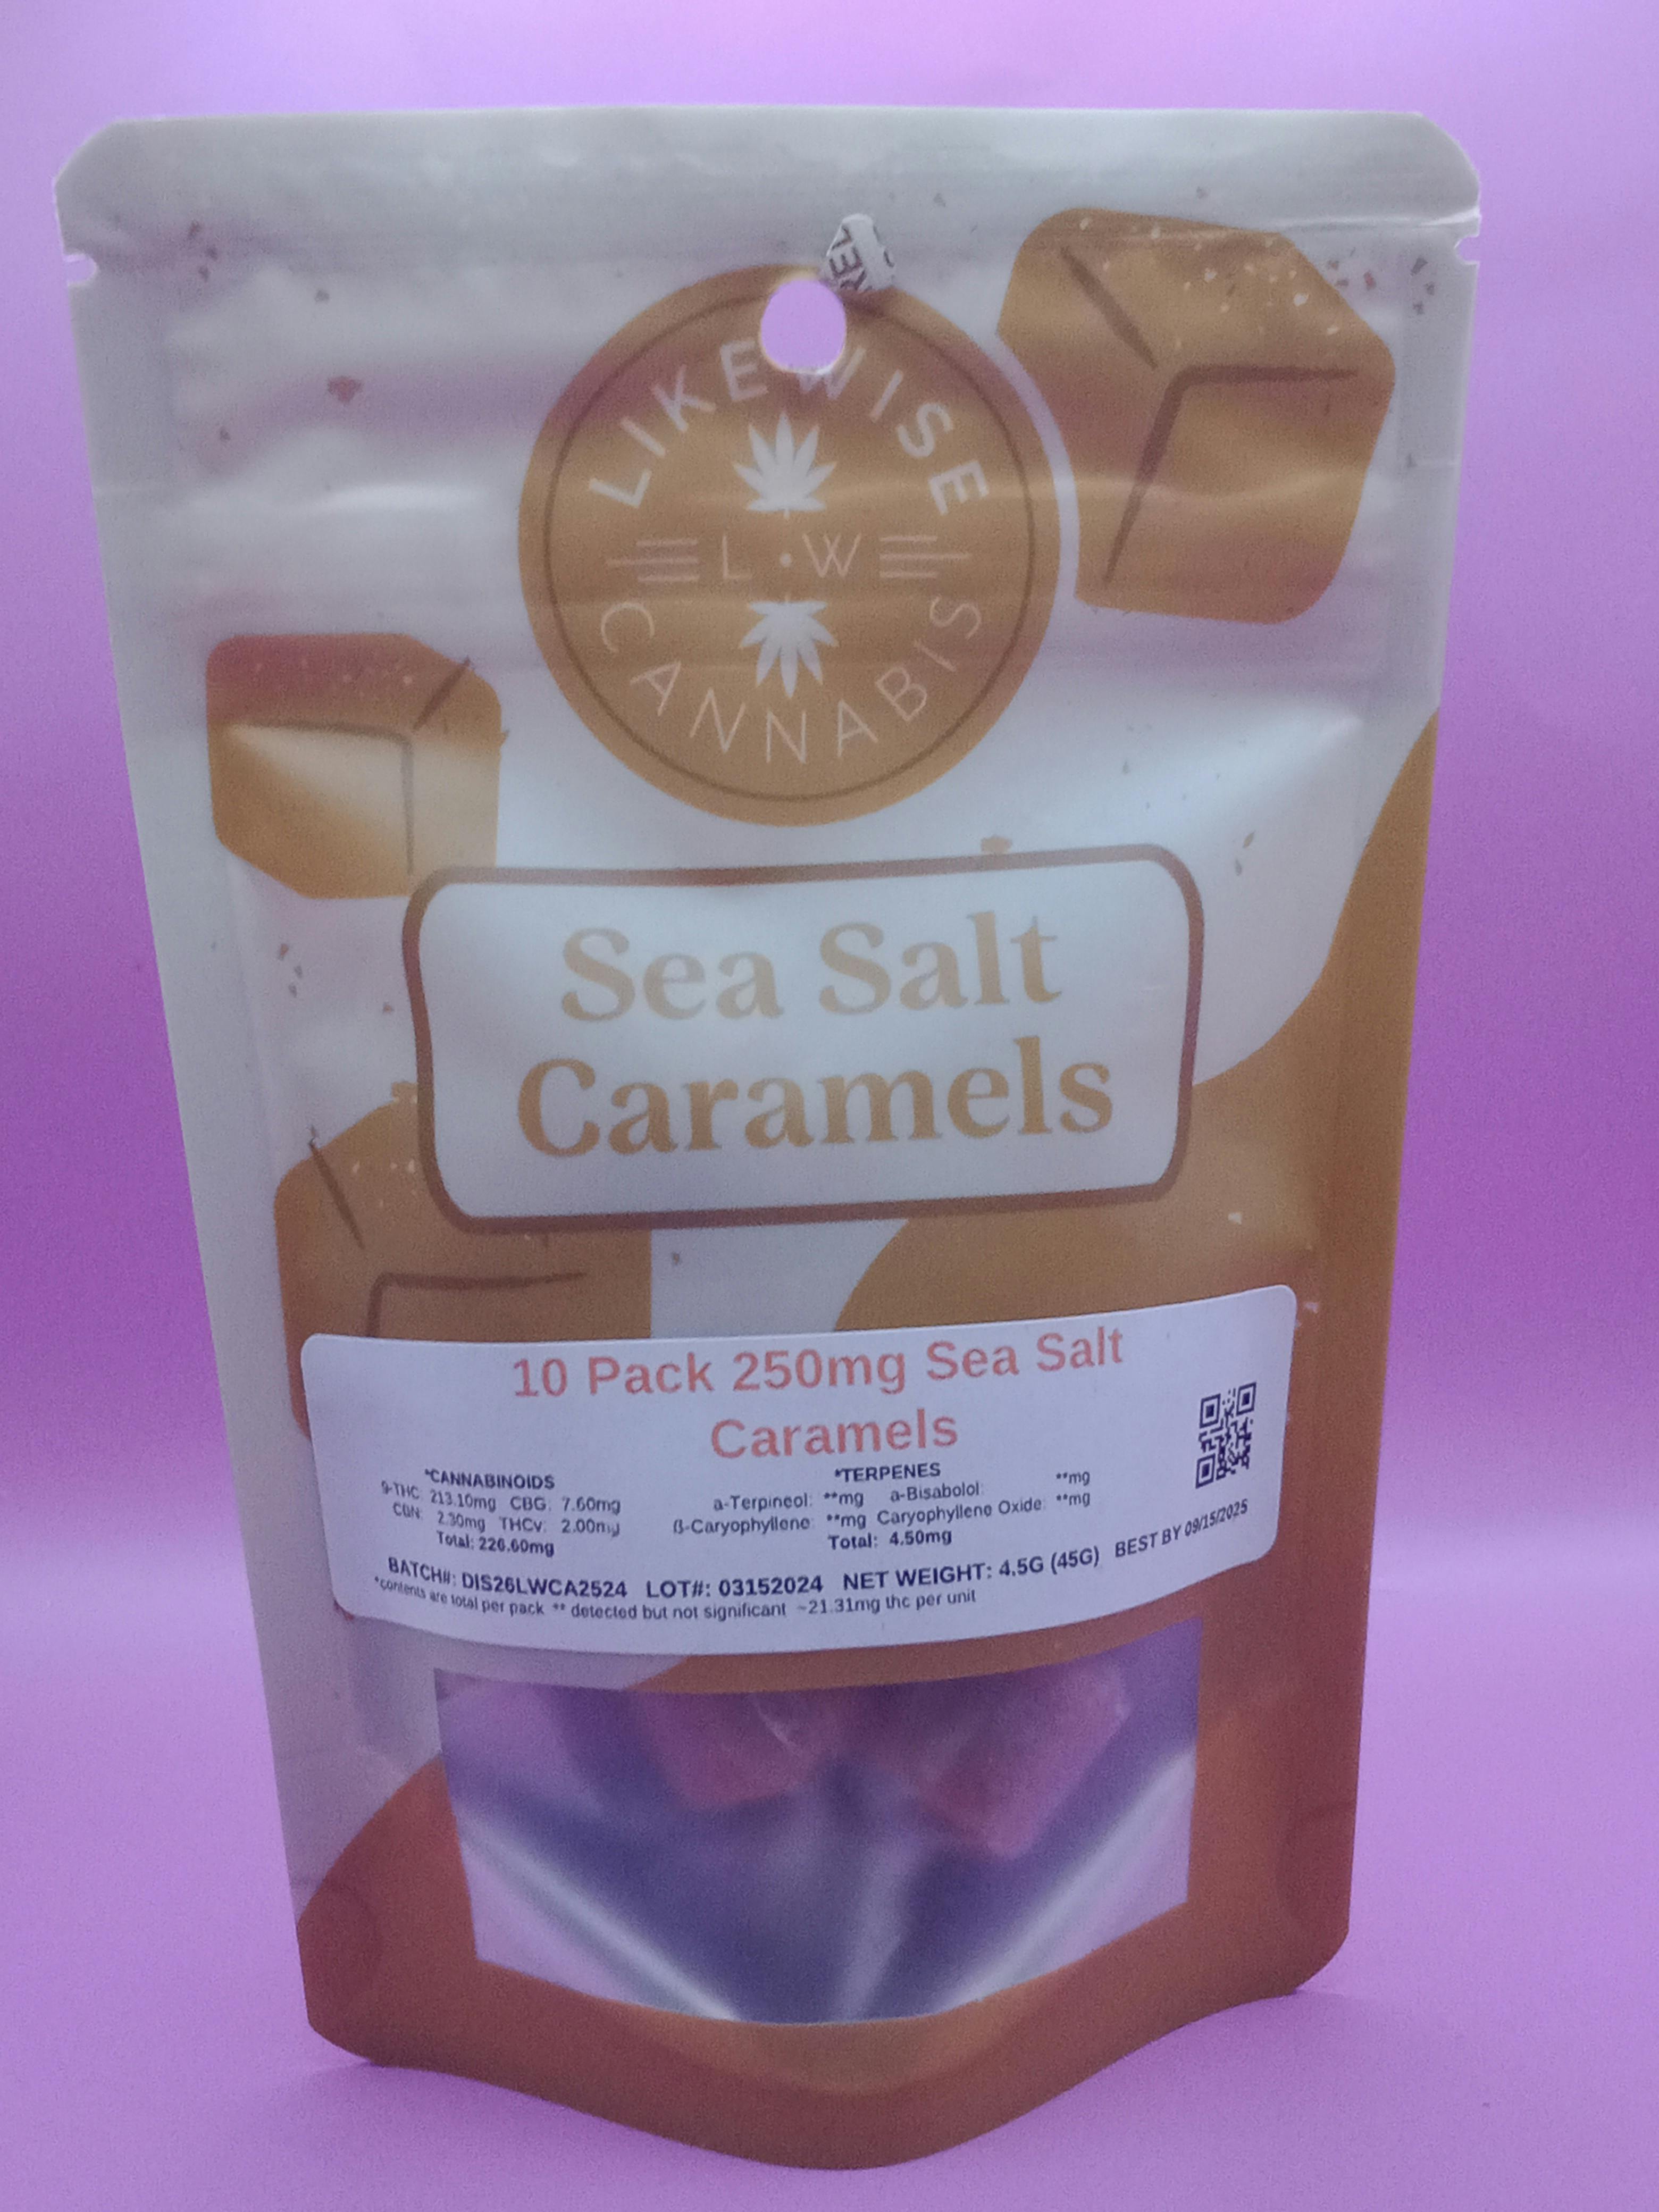 LIKEWISE
L·W
CANNABIS
Sea Salt
Caramels
10 Pack 250mg Sea Salt
Caramels
*CANNABINOIDS
9-THC: 213.10mg CBG: 7.60mg
CBN: 2.30mg THCv: 2.00mg
Total: 226.60mg
*TERPENES
a-Terpineol: **mg a-Bisabolol: **mg
ß-Caryophyllene: **mg Caryophyllene Oxide: **mg
Total: 4.50mg
BATCH#: DIS26LWCA2524 LOT#: 03152024 NET WEIGHT: 4.5G (45G) BEST BY 09/15/2025
*contents are total per pack ** detected but not significant ~21.31mg thc per unit